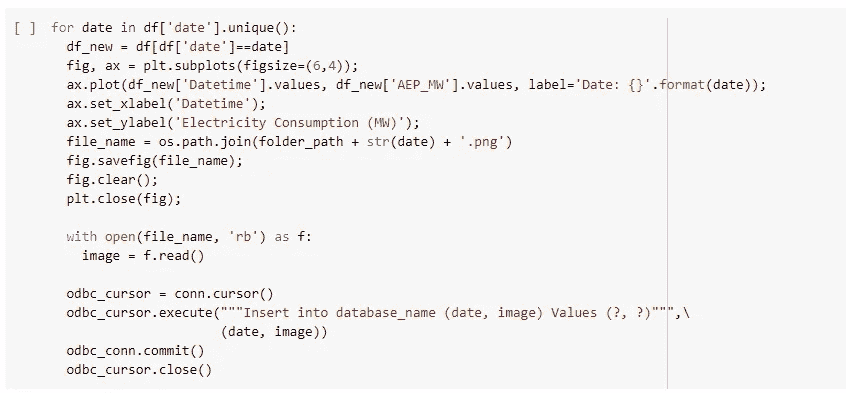 [ ] for date in df['date'].unique():
df_new = df[df['date']==date]
fig, ax = plt.subplots(figsize=(6,4));
ax.plot(df_new['Datetime'].values, df_new['AEP_MW'].values, label='Date: {}'.format(date));
ax.set_xlabel('Datetime');
ax.set_ylabel('Electricity Consumption (MW)');
file_name = os.path.join(folder_path + str(date) + '.png')
fig.savefig(file_name);
fig.clear();
plt.close(fig);
with open(file_name, 'rb') as f:
image = f.read()
odbc_cursor = conn.cursor()
odbc_cursor.execute("""Insert into database_name (date, image) Values (?, ?)""",\
(date, image))
odbc_conn.commit()
odbc_cursor.close()